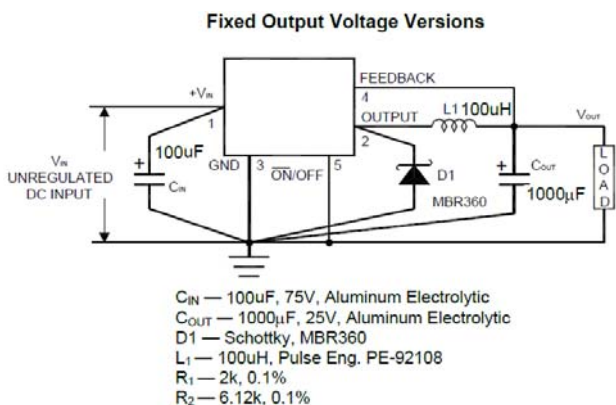 Fixed Output Voltage Versions
FEEDBACK
+VIN
4
L1 100uH
OUTPUT
VOUT
1
2
VIN
UNREGULATED
DC INPUT
+
100uF
CIN
GND
3
ON/OFF
5
D1
MBR360
+
COUT
1000μF
LOAD
CIN — 100uF, 75V, Aluminum Electrolytic
COUT — 1000μF, 25V, Aluminum Electrolytic
D1 — Schottky, MBR360
L1 — 100uH, Pulse Eng. PE-92108
R1 — 2k, 0.1%
R2 — 6.12k, 0.1%